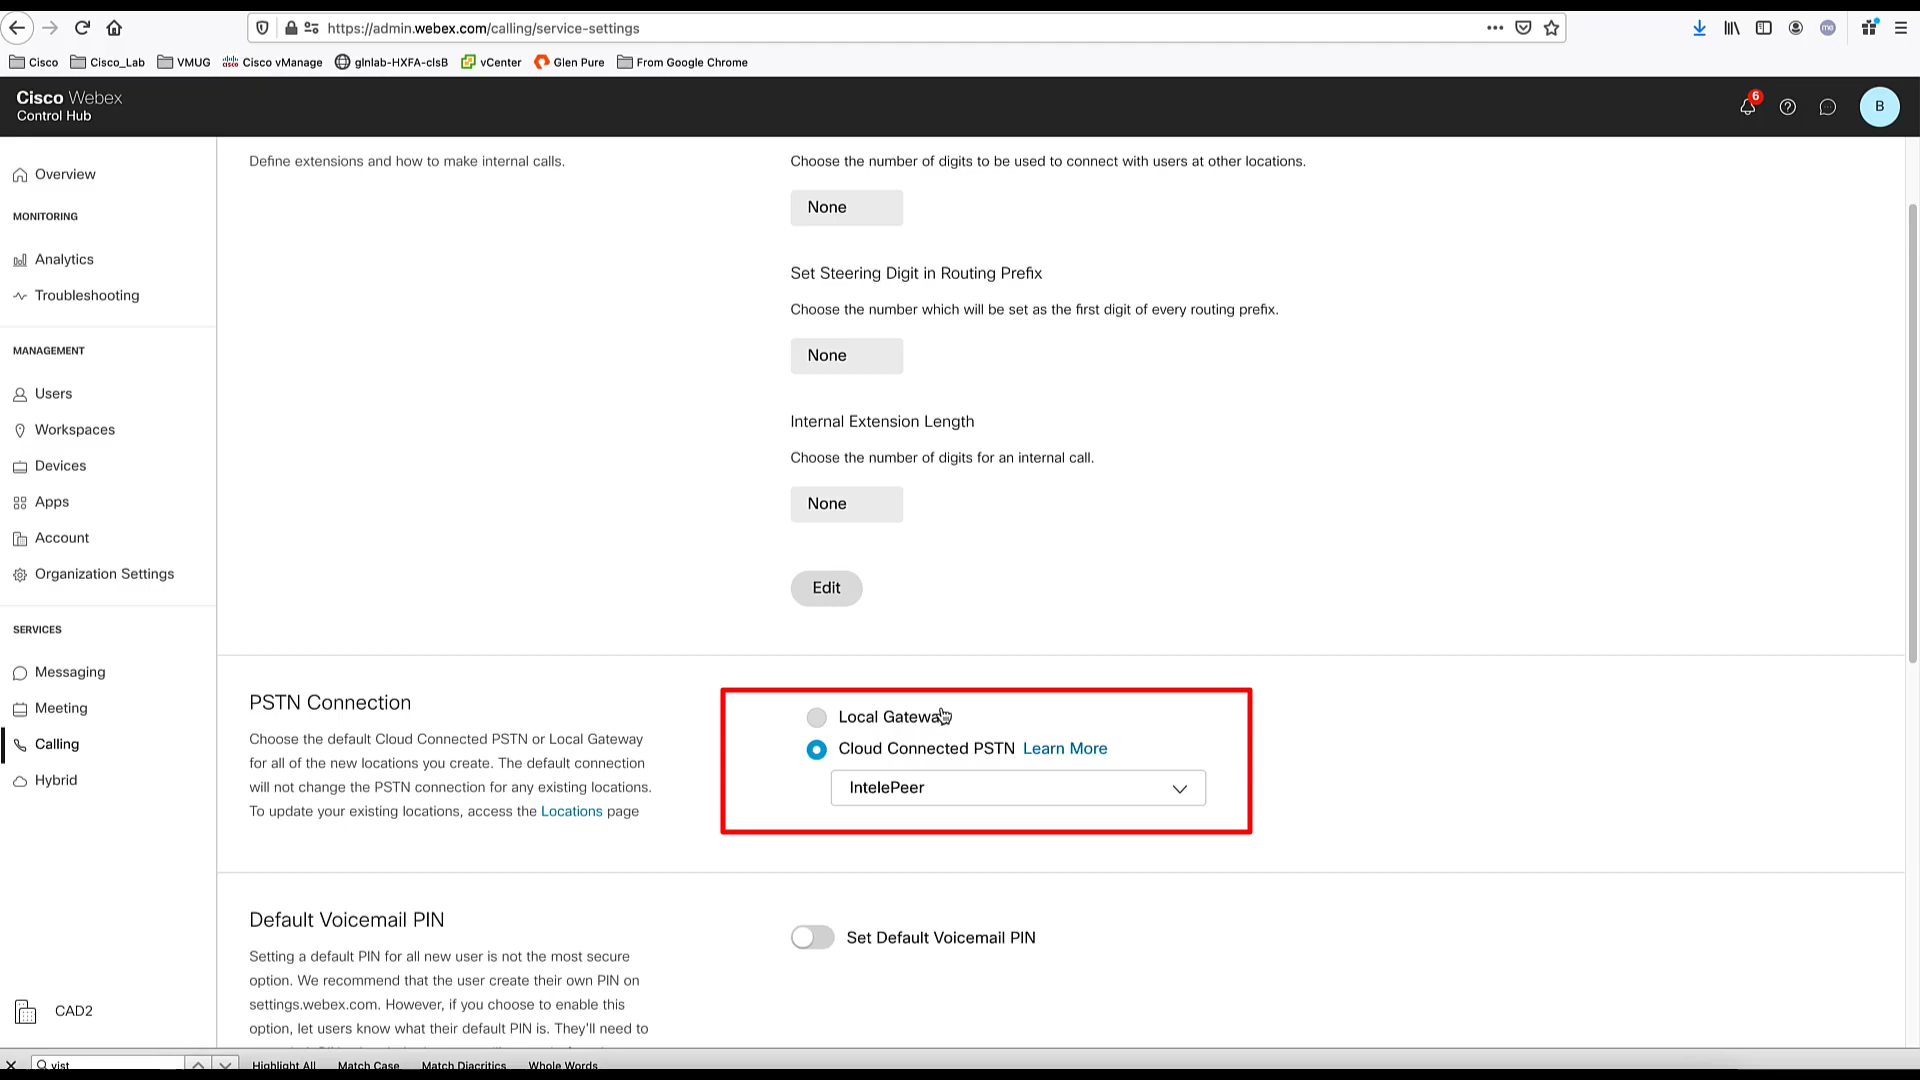 https://admin.webex.com/calling/service-settings
Cisco Cisco_Lab VMUG Cisco vManage glnlab-HXFA-clsB vCenter Glen Pure From Google Chrome
Cisco Webex
Control Hub
6
B
Overview
MONITORING
Analytics
Troubleshooting
MANAGEMENT
Users
Workspaces
Devices
Apps
Account
Organization Settings
SERVICES
Messaging
Meeting
Calling
Hybrid
CAD2
Define extensions and how to make internal calls.
Choose the number of digits to be used to connect with users at other locations.
None
Set Steering Digit in Routing Prefix
Choose the number which will be set as the first digit of every routing prefix.
None
Internal Extension Length
Choose the number of digits for an internal call.
None
Edit
PSTN Connection
Choose the default Cloud Connected PSTN or Local Gateway
for all of the new locations you create. The default connection
will not change the PSTN connection for any existing locations.
To update your existing locations, access the Locations page
Local Gateway
Cloud Connected PSTN Learn More
IntelePeer
Default Voicemail PIN
Setting a default PIN for all new user is not the most secure
option. We recommend that the user create their own PIN on
settings.webex.com. However, if you choose to enable this
option, let users know what their default PIN is. They'll need to
Set Default Voicemail PIN
vist Highlight All Match Case Match Diacritics Whole Words